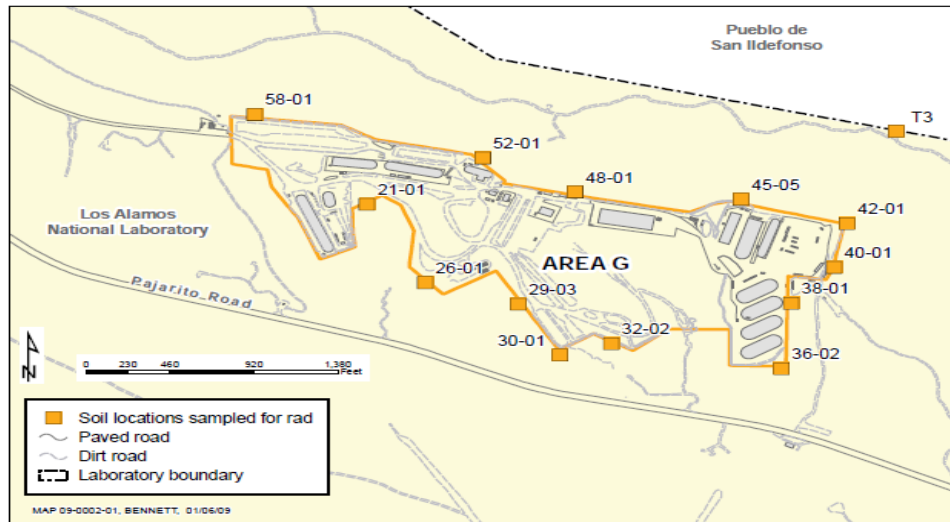 Pueblo de
San Ildefonso
58-01
T3
52-01
48-01
45-05
21-01
42-01
Los Alamos
National Laboratory
40-01
AREA G
26-01
38-01
Pajarito Road
29-03
30-01
32-02
36-02
N
0 230 460 920 1,380
Feet
Soil locations sampled for rad
Paved road
Dirt road
Laboratory boundary
MAP 09-0002-01, BENNETT, 01/06/09